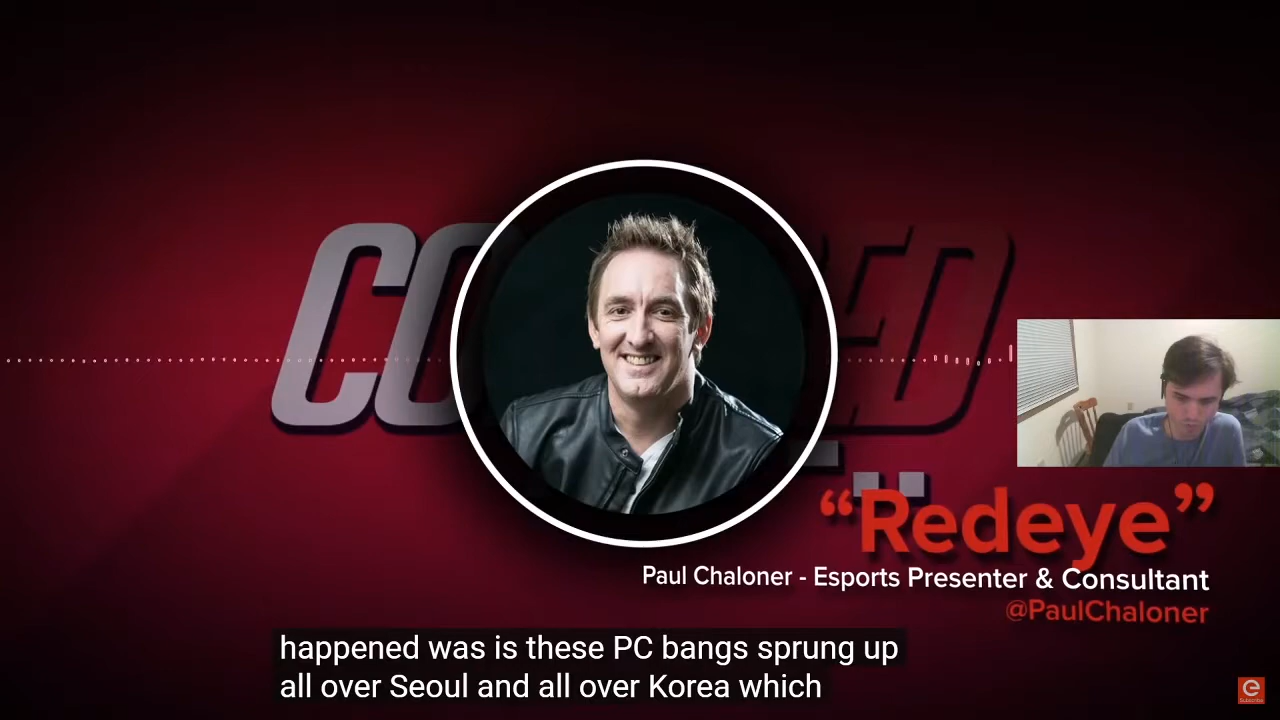 “Redeye”
Paul Chaloner - Esports Presenter & Consultant
@PaulChaloner
happened was is these PC bangs sprung up
all over Seoul and all over Korea which
Subscribe